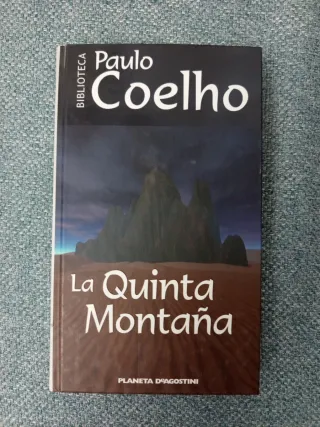 BIBLIOTECA
Paulo
Coelho
La Quinta
Montaña
PLANETA DeAGOSTINI